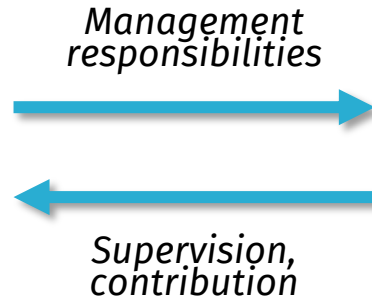 Management
responsibilities
Supervision,
contribution